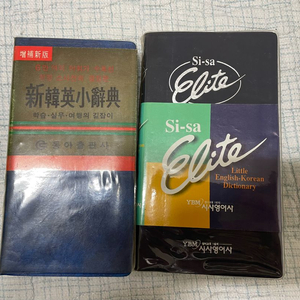 增補新版
新韓英小辭典
학습·실무·여행의 길잡이
Si-sa
Elite
Si-sa
Elite
Little
English-Korean
Dictionary
YBM
시사영어사
YBM
시사영어사